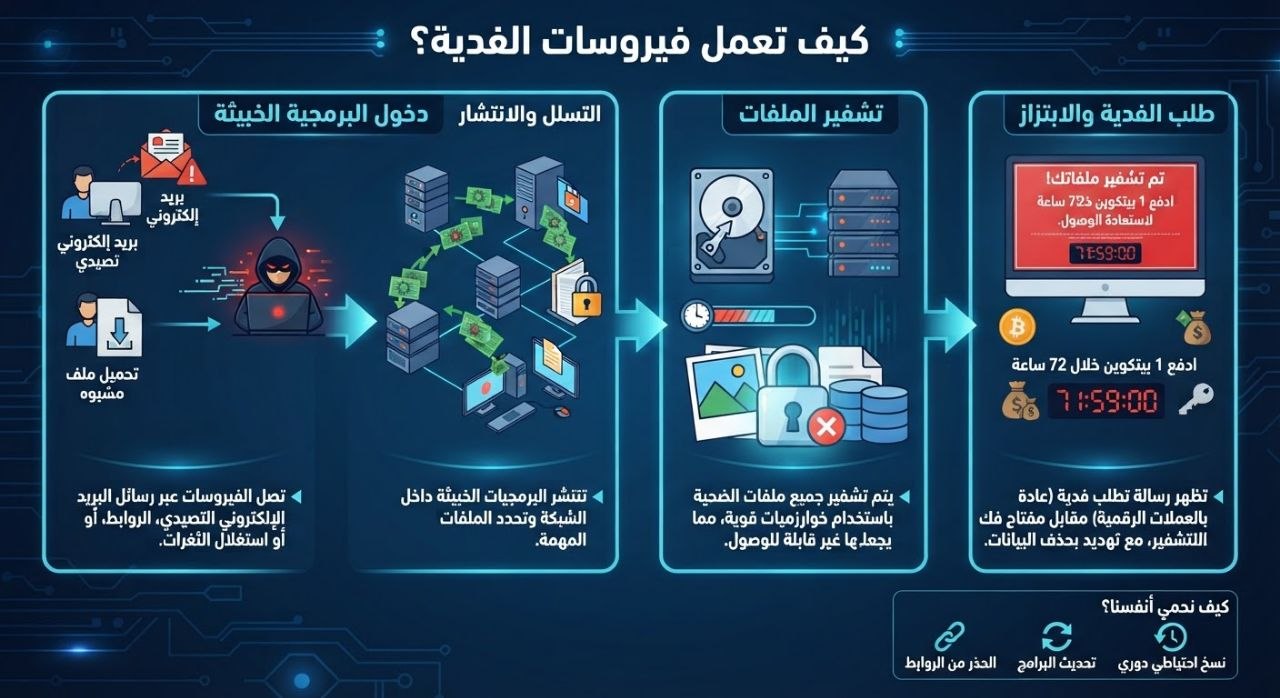 كيف تعمل فيروسات الفدية؟
دخول البرمجية الخبيثة
بريد
إلكتروني
بريد إلكتروني
تصيدي
تحميل ملف
مشبوه
تصل الفيروسات عبر رسائل البريد
الإلكتروني التصيدي، الروابط، أو
أو استغلال الثغرات.
التسلل والانتشار
تنتشر البرمجيات الخبيثة داخل
الشبكة وتحدد الملفات
المهمة.
تشفير الملفات
يتم تشفير جميع ملفات الضحية
باستخدام خوارزميات قوية، مما
يجعلها غير قابلة للوصول.
طلب الفدية والابتزاز
تم تشفير ملفاتك!
ادفع 1 بيتكوين ساعة
لاستعادة الوصول.
71:59:00
ادفع 1 بيتكوين خلال 72 ساعة
71:59:00
تظهر رسالة تطلب فدية (عادة
بالعملات الرقمية) مقابل مفتاح فك
اللتشفير، مع تهديد بحذف البيانات.
كيف نحمي أنفسنا؟
نسخ احتياطي دوري
تحديث البرامج
الحذر من الروابط